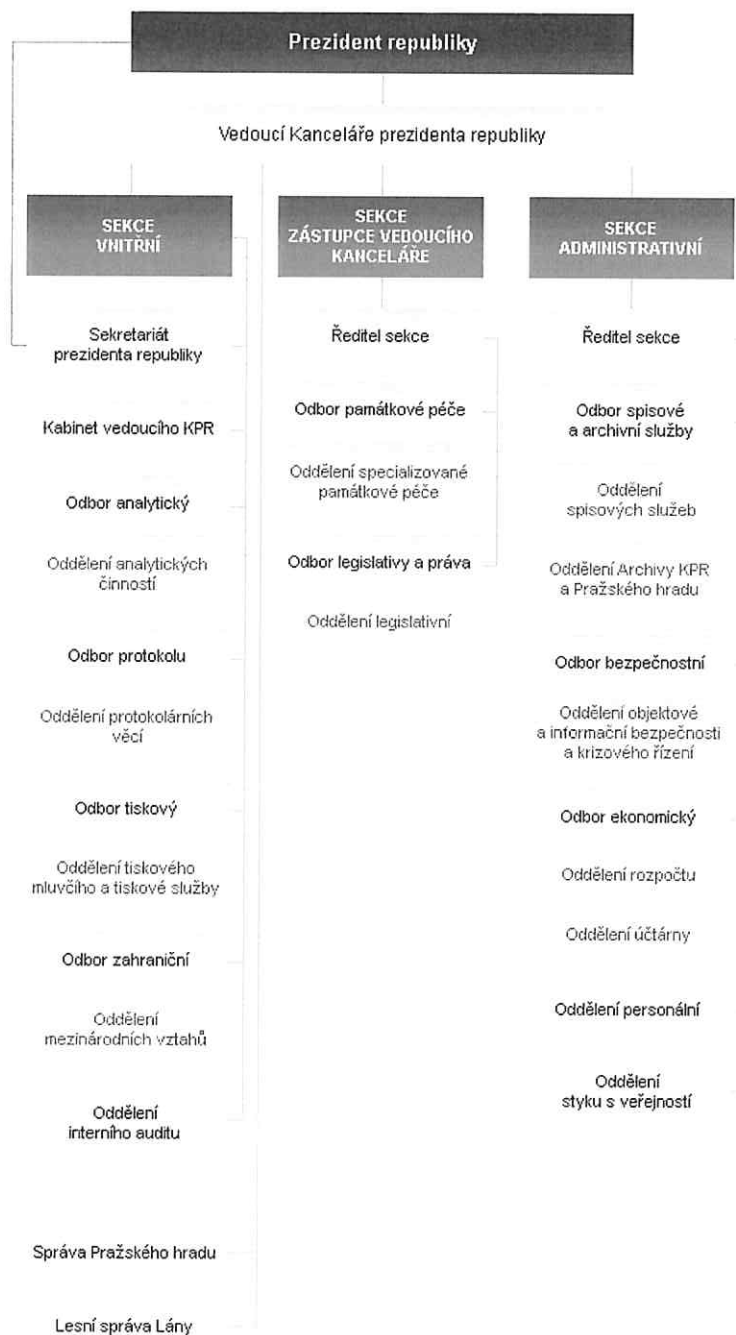 Prezident republiky
Vedoucí Kanceláře prezidenta republiky
SEKCE
VNITŘNÍ
Sekretariát
prezidenta republiky
Kabinet vedoucího KPR
Odbor analytický
Oddělení analytických
činností
Odbor protokolu
Oddělení protokolárních
věcí
Odbor tiskový
Oddělení tiskového
mluvčího a tiskové služby
Odbor zahraniční
Oddělení
mezinárodních vztahů
Oddělení
interního auditu
Správa Pražského hradu
Lesní správa Lány
SEKCE
ZÁSTUPCE VEDOUCÍHO
KANCELÁŘE
Ředitel sekce
Odbor památkové péče
Oddělení specializované
památkové péče
Odbor legislativy a práva
Oddělení legislativní
SEKCE
ADMINISTRATIVNÍ
Ředitel sekce
Odbor spisové
a archivní služby
Oddělení
spisových služeb
Oddělení Archivy KPR
a Pražského hradu
Odbor bezpečnostní
Oddělení objektové
a informační bezpečnosti
a krizového řízení
Odbor ekonomický
Oddělení rozpočtu
Oddělení účtárny
Oddělení personální
Oddělení
styku s veřejností